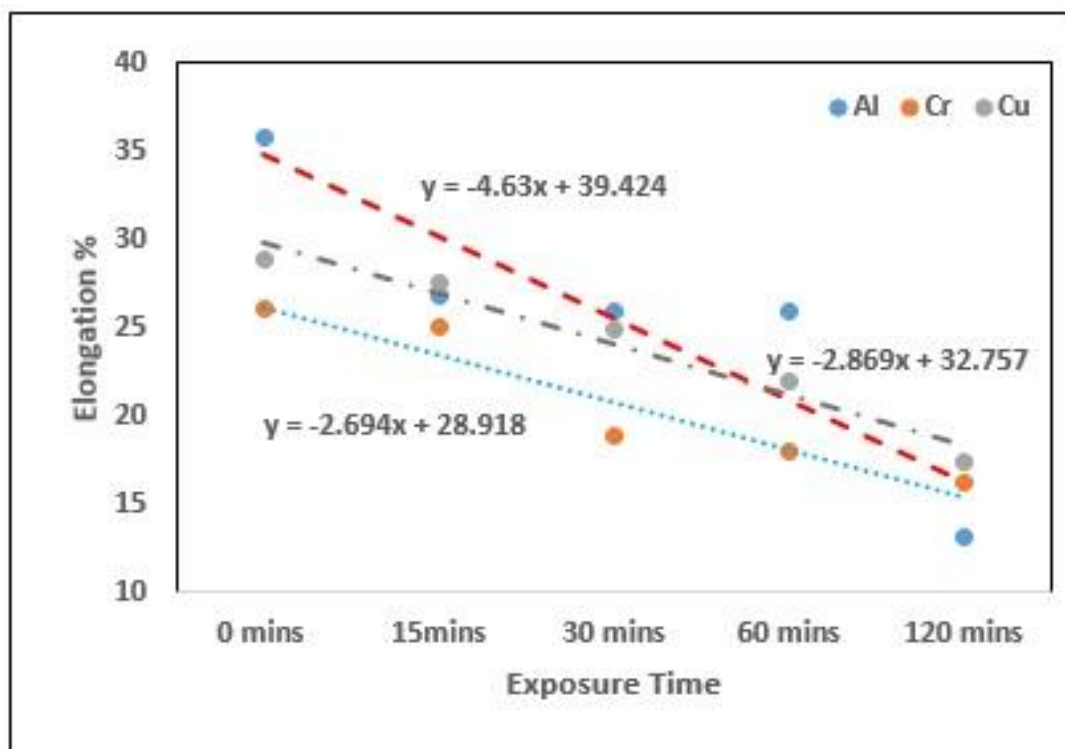 40
Al Cr Cu
35
y = -4.63x + 39.424
30
Elongation %
25
y = -2.869x + 32.757
20
y = -2.694x + 28.918
15
10
0 mins 15mins 30 mins 60 mins 120 mins
Exposure Time